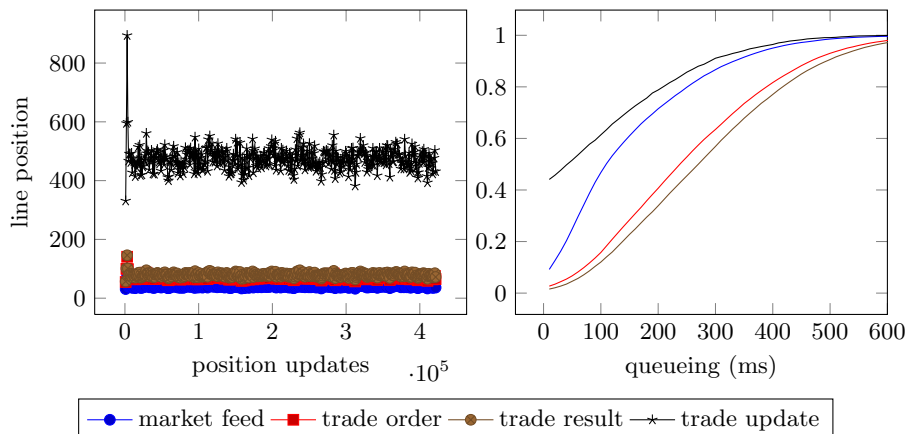 line position
800
600
400
200
0
0 1 2 3 4
position updates
·10⁵
1
0.8
0.6
0.4
0.2
0
0 100 200 300 400 500 600
queueing (ms)
market feed trade order trade result trade update